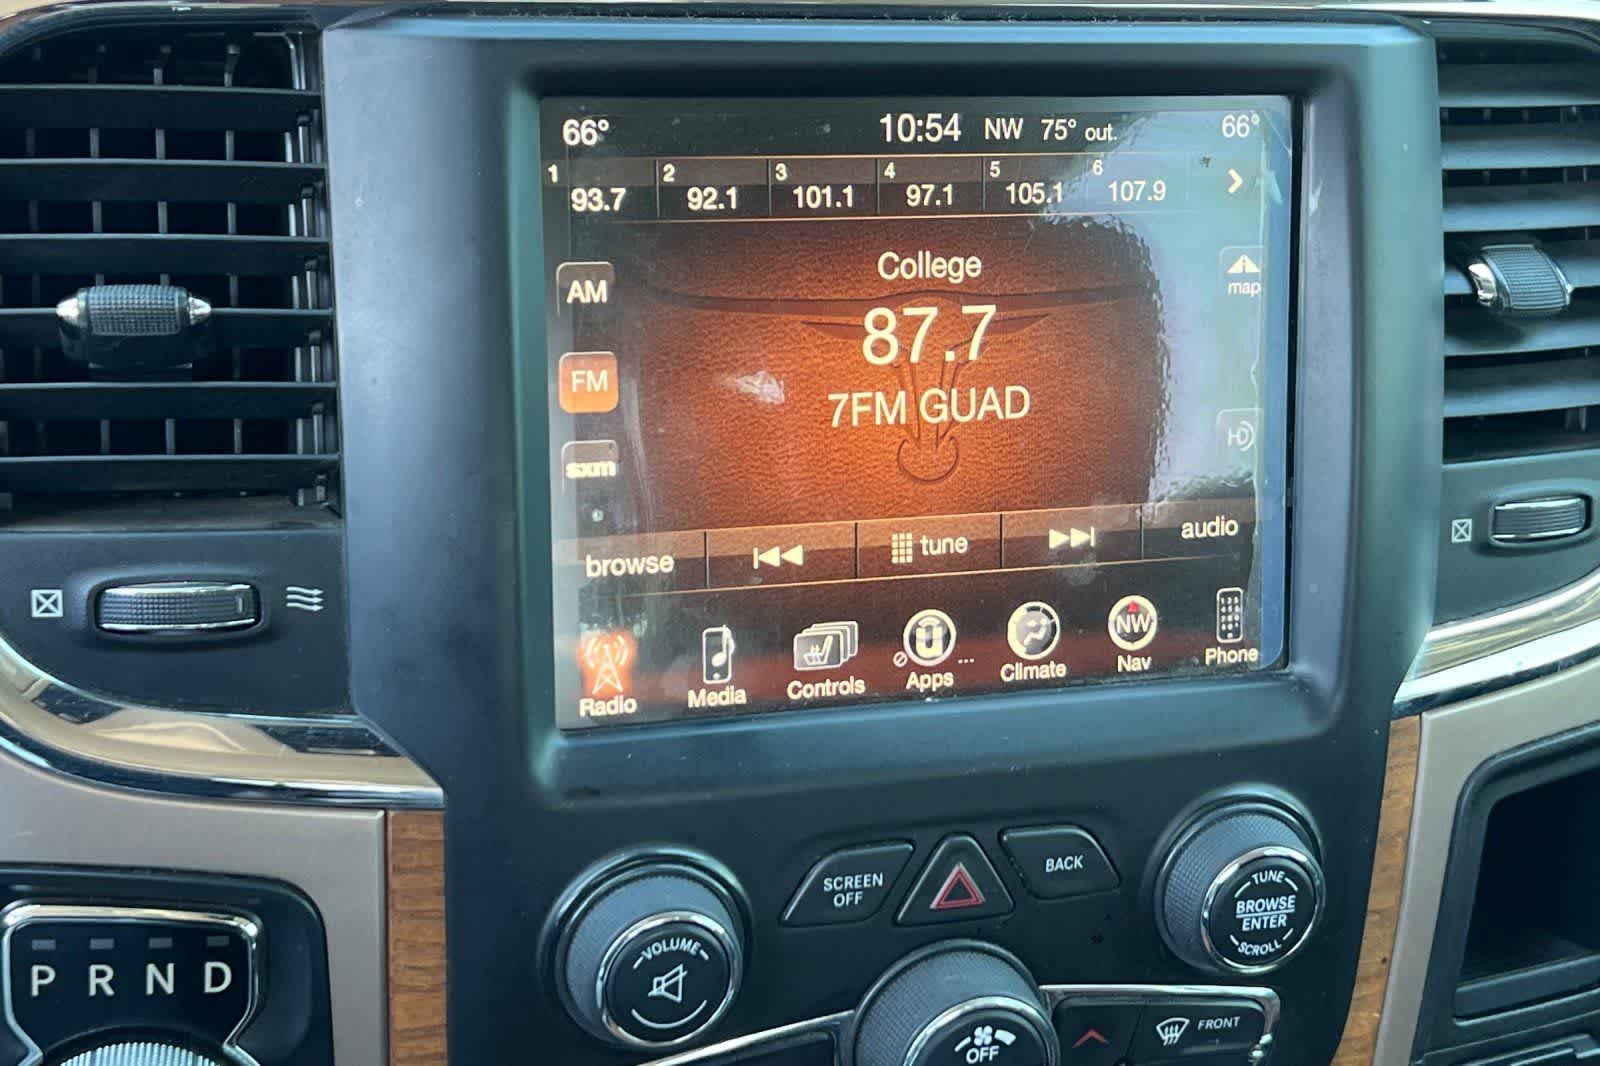 66° 10:54 NW 75° out. 66°
1 93.7 2 92.1 3 101.1 4 97.1 5 105.1 6 107.9
College
map
AM
87.7
FM
7FM GUAD
HD
sxm
browse tune audio
Radio Media Controls Apps ... Climate NW Nav Phone
SCREEN OFF
BACK
VOLUME
TUNE
BROWSE
ENTER
SCROLL
P R N D
OFF
FRONT